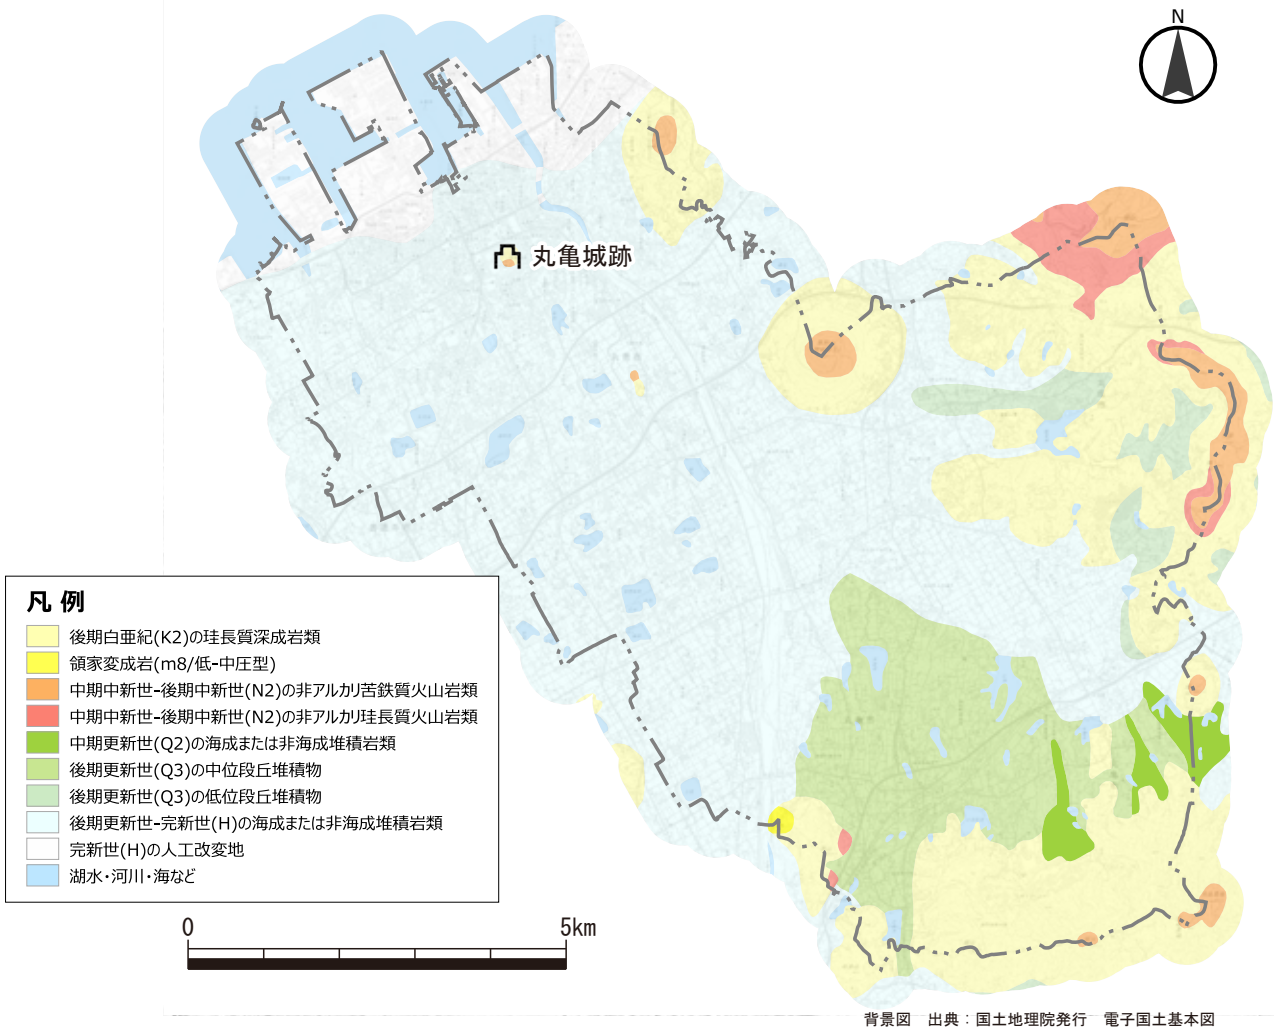 N
丸亀城跡
凡 例
後期白亜紀(K2)の珪長質深成岩類
領家変成岩(m8/低-中圧型)
中期中新世-後期中新世(N2)の非アルカリ苦鉄質火山岩類
中期中新世-後期中新世(N2)の非アルカリ珪長質火山岩類
中期更新世(Q2)の海成または非海成堆積岩類
後期更新世(Q3)の中位段丘堆積物
後期更新世(Q3)の低位段丘堆積物
後期更新世-完新世(H)の海成または非海成堆積岩類
完新世(H)の人工改変地
湖水・河川・海など
0 5km
背景図 出典：国土地理院発行 電子国土基本図